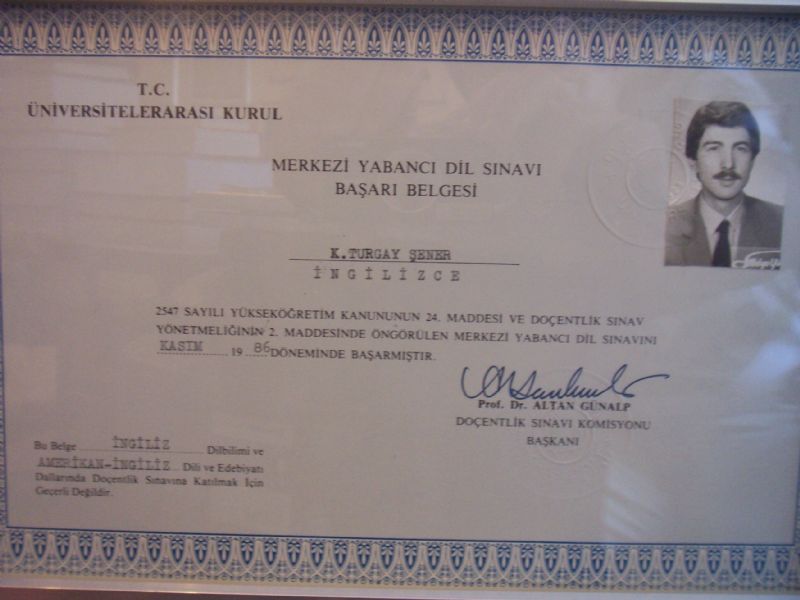 T.C.
ÜNİVERSİTELERARASI KURUL
MERKEZİ YABANCI DİL SINAVI
BAŞARI BELGESİ
K.TURGAY ŞENER
İNGİLİZCE
2547 SAYILI YÜKSEKÖĞRETİM KANUNUNUN 24. MADDESİ VE DOÇENTLİK SINAV
YÖNETMELİĞİNİN 2. MADDESİNDE ÖNGÖRÜLEN MERKEZİ YABANCI DİL SINAVINI
KASIM 19 86 DÖNEMİNDE BAŞARMIŞTIR.
Prof. Dr. ALTAN GÜNALP
DOÇENTLİK SINAVI KOMİSYONU
BAŞKANI
Bu Belge İNGİLİZ Dilbilimi ve
AMERİKAN-İNGİLİZ Dili ve Edebiyatı
Dallarında Doçentlik Sınavına Katılmak İçin
Geçerli Değildir.